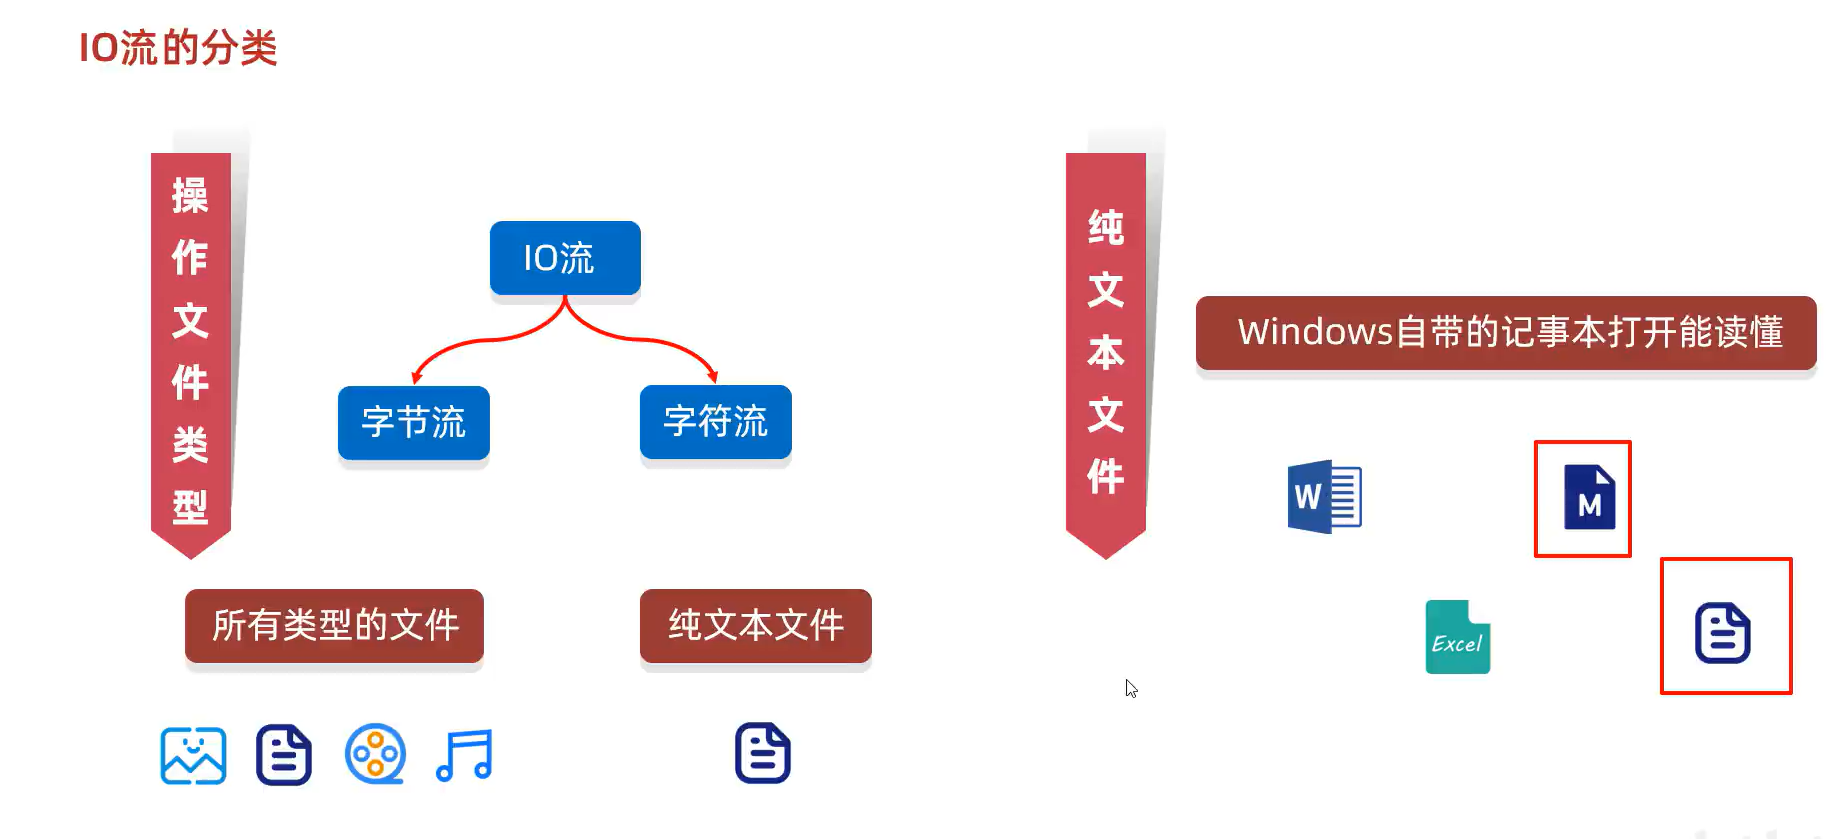 IO流的分类
操作文件类型
IO流
字节流
字符流
所有类型的文件
纯文本文件
纯文本文件
Windows自带的记事本打开能读懂
W
M
Excel